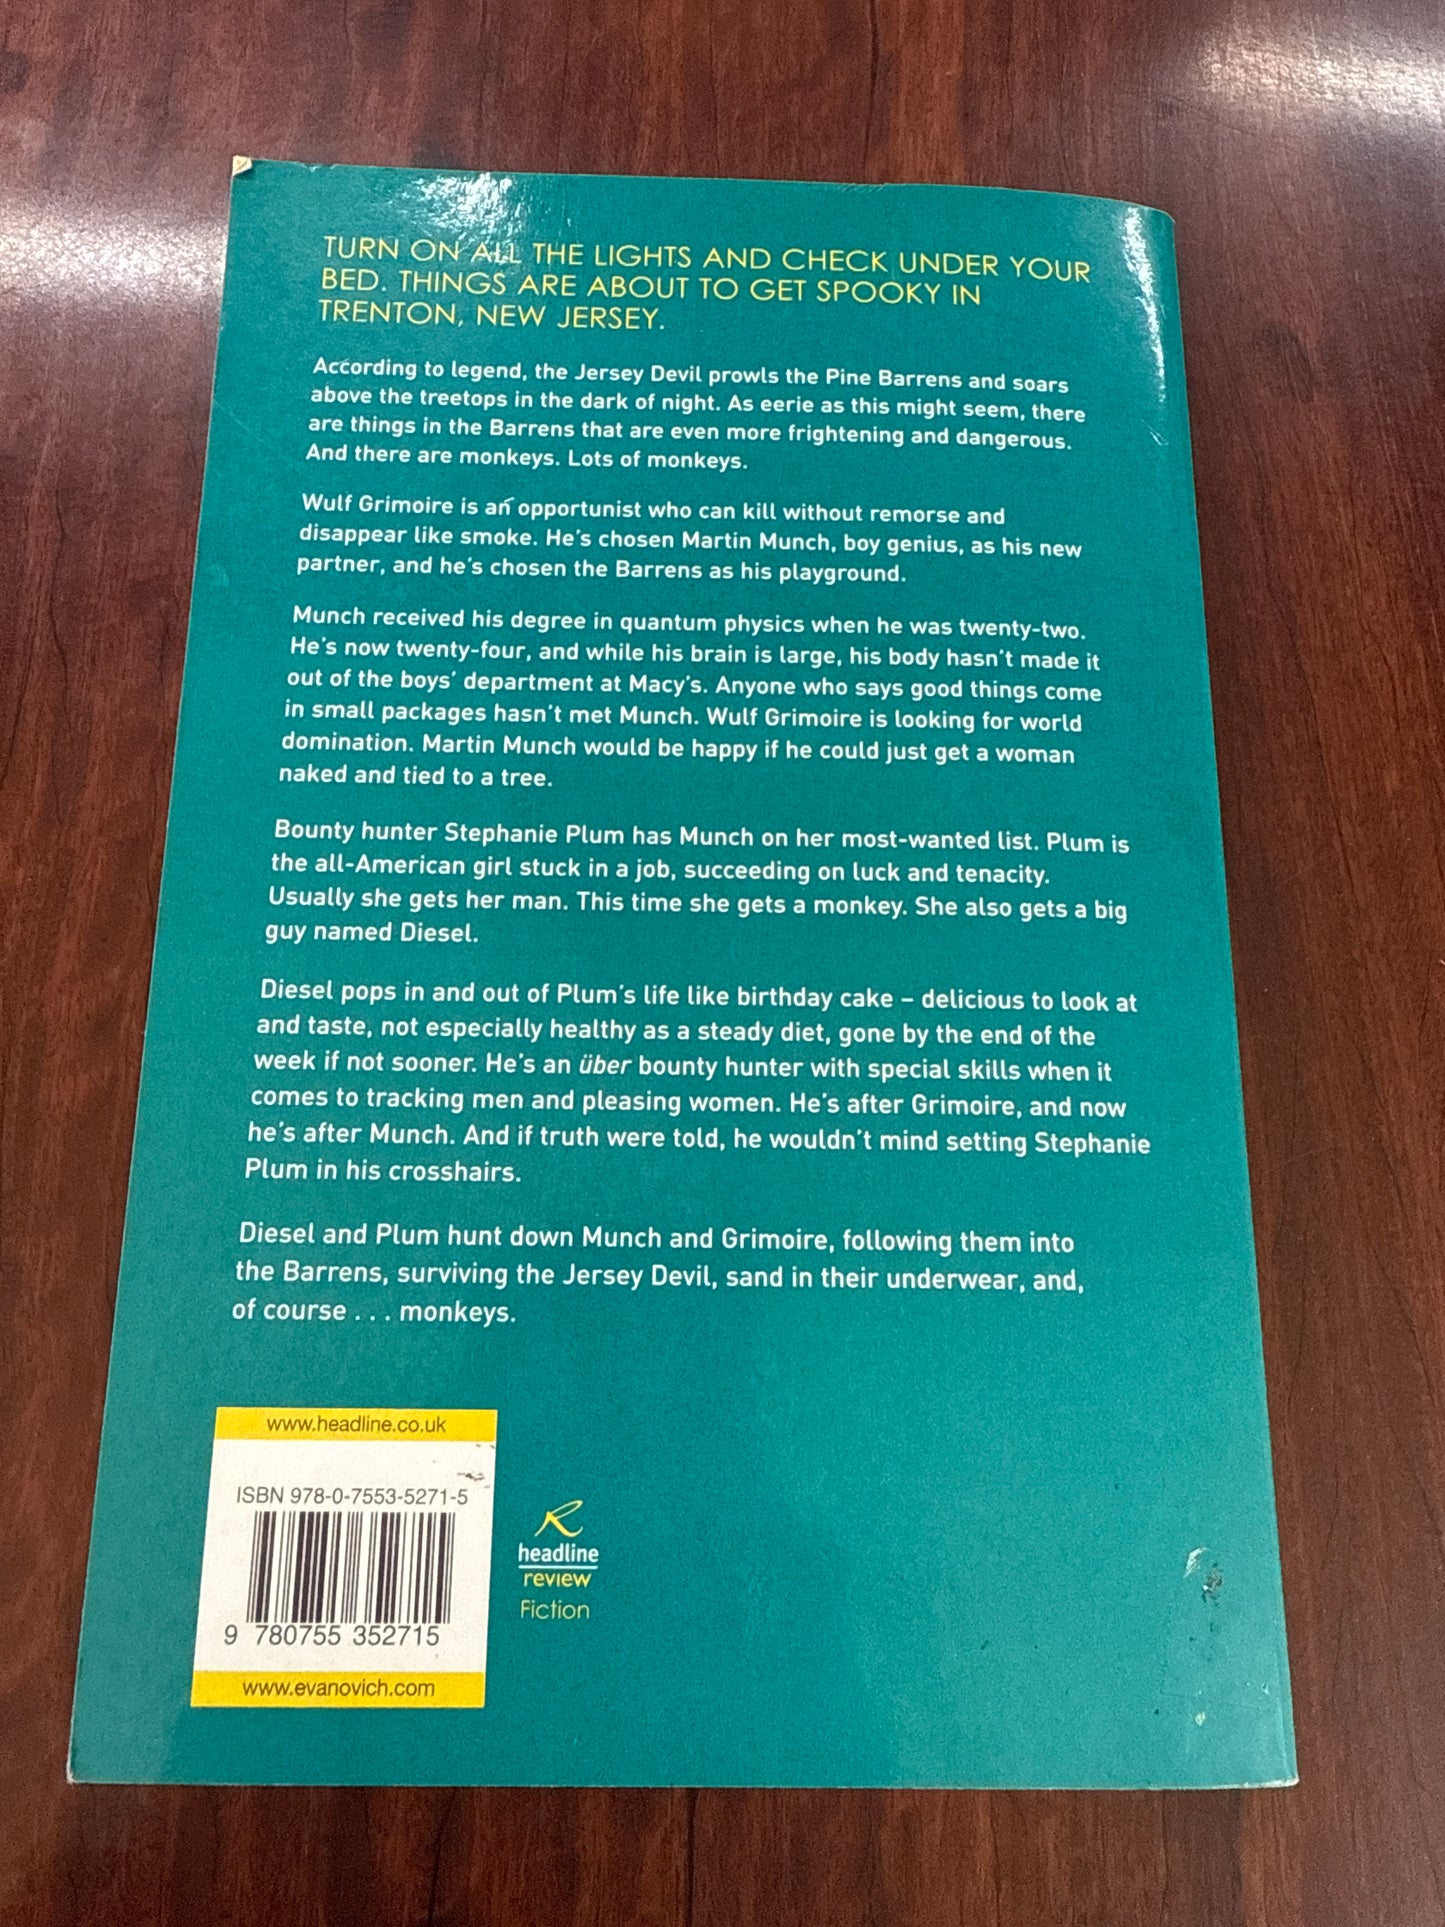 TURN ON ALL THE LIGHTS AND CHECK UNDER YOUR
BED. THINGS ARE ABOUT TO GET SPOOKY IN
TRENTON, NEW JERSEY.
According to legend, the Jersey Devil prowls the Pine Barrens and soars
above the treetops in the dark of night. As eerie as this might seem, there
are things in the Barrens that are even more frightening and dangerous.
And there are monkeys. Lots of monkeys.
Wulf Grimoire is an opportunist who can kill without remorse and
disappear like smoke. He's chosen Martin Munch, boy genius, as his new
partner, and he's chosen the Barrens as his playground.
Munch received his degree in quantum physics when he was twenty-two.
He's now twenty-four, and while his brain is large, his body hasn't made it
out of the boys' department at Macy's. Anyone who says good things come
in small packages hasn't met Munch. Wulf Grimoire is looking for world
domination. Martin Munch would be happy if he could just get a woman
naked and tied to a tree.
Bounty hunter Stephanie Plum has Munch on her most-wanted list. Plum is
the all-American girl stuck in a job, succeeding on luck and tenacity.
Usually she gets her man. This time she gets a monkey. She also gets a big
guy named Diesel.
Diesel pops in and out of Plum's life like birthday cake – delicious to look at
and taste, not especially healthy as a steady diet, gone by the end of the
week if not sooner. He's an über bounty hunter with special skills when it
comes to tracking men and pleasing women. He's after Grimoire, and now
he's after Munch. And if truth were told, he wouldn't mind setting Stephanie
Plum in his crosshairs.
Diesel and Plum hunt down Munch and Grimoire, following them into
the Barrens, surviving the Jersey Devil, sand in their underwear, and,
of course . . . monkeys.
www.headline.co.uk
ISBN 978-0-7553-5271-5
9 780755 352715
www.evanovich.com
R
headline
review
Fiction